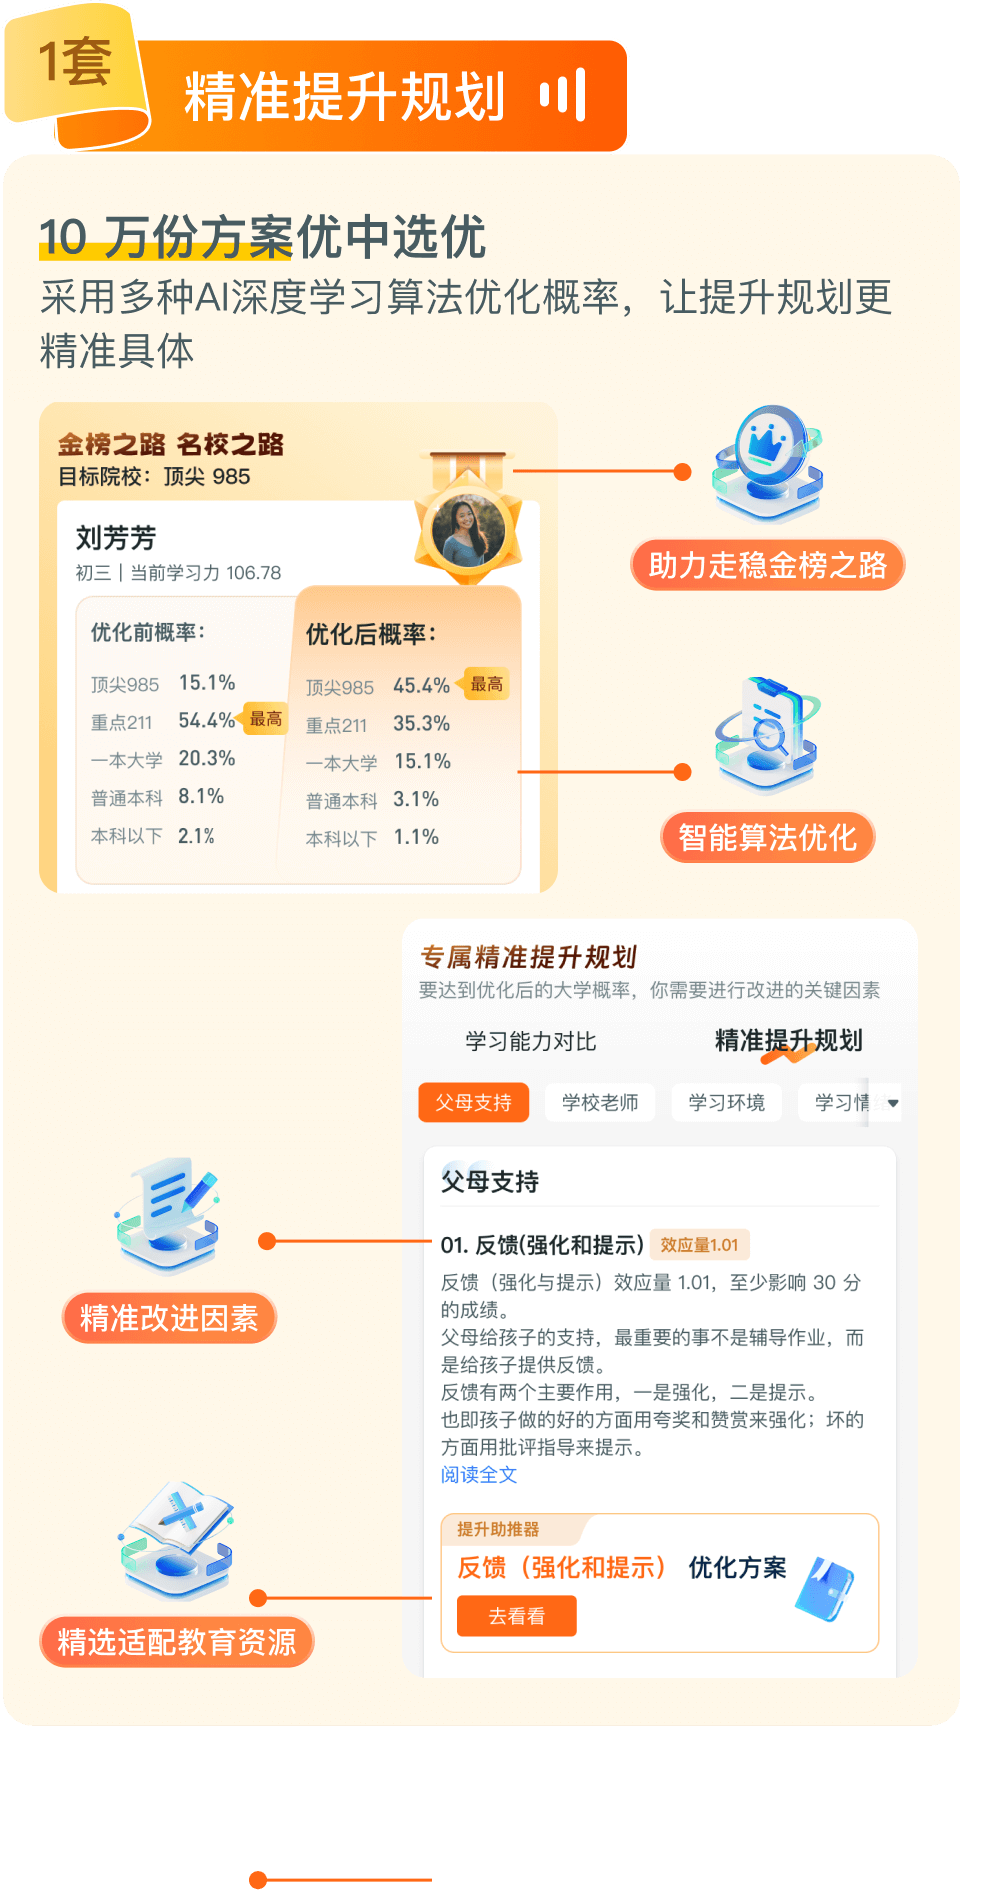 1套
精准提升规划
10 万份方案优中选优
采用多种AI深度学习算法优化概率，让提升规划更
精准具体
金榜之路 名校之路
目标院校：顶尖 985
刘芳芳
初三 | 当前学习力 106.78
优化前概率：
顶尖985 15.1%
重点211 54.4% 最高
一本大学 20.3%
普通本科 8.1%
本科以下 2.1%
优化后概率：
顶尖985 45.4% 最高
重点211 35.3%
一本大学 15.1%
普通本科 3.1%
本科以下 1.1%
助力走稳金榜之路
智能算法优化
专属精准提升规划
要达到优化后的大学概率，你需要进行改进的关键因素
学习能力对比 精准提升规划
父母支持 学校老师 学习环境 学习情
父母支持
01. 反馈(强化和提示) 效应量1.01
反馈（强化与提示）效应量 1.01，至少影响 30 分
的成绩。
父母给孩子的支持，最重要的事不是辅导作业，而
是给孩子提供反馈。
反馈有两个主要作用，一是强化，二是提示。
也即孩子做的好的方面用夸奖和赞赏来强化；坏的
方面用批评指导来提示。
阅读全文
提升助推器
反馈（强化和提示） 优化方案
去看看
精准改进因素
精选适配教育资源